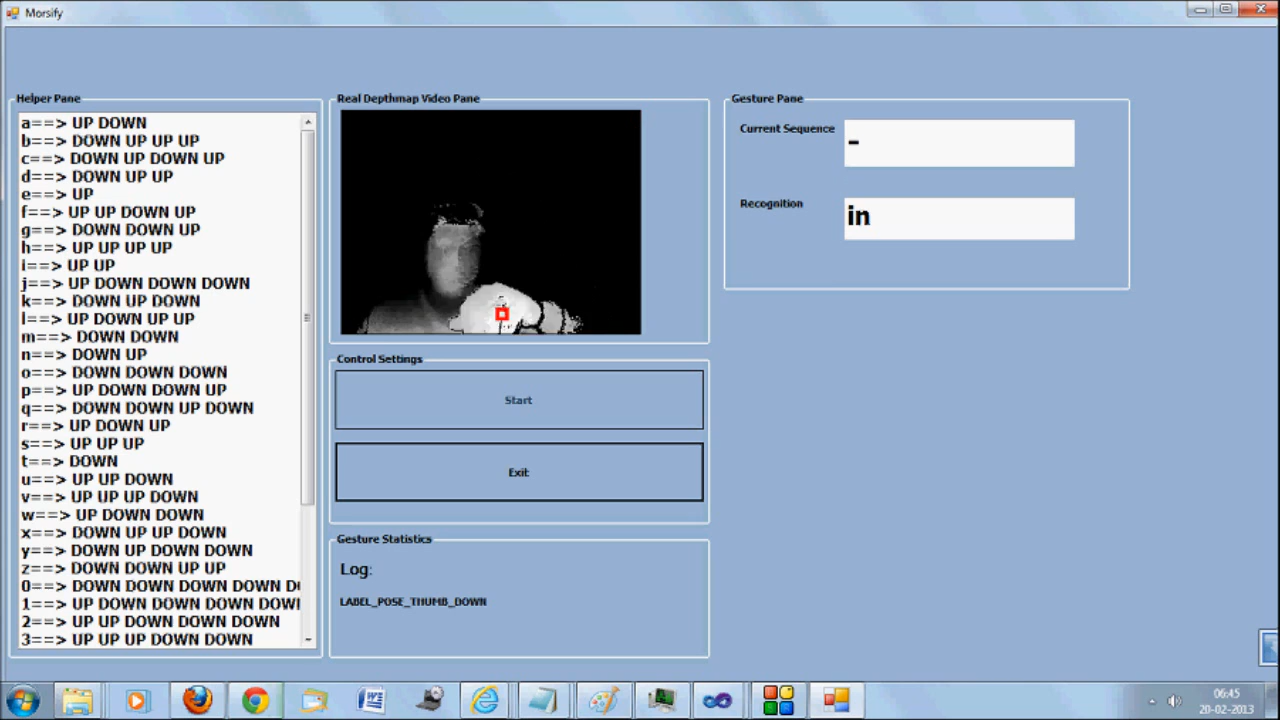 Morsify
Helper Pane
a==> UP DOWN
b==> DOWN UP UP UP
c==> DOWN UP DOWN UP
d==> DOWN UP UP
e==> UP
f==> UP UP DOWN UP
g==> DOWN DOWN UP
h==> UP UP UP UP
i==> UP UP
j==> UP DOWN DOWN DOWN
k==> DOWN UP DOWN
l==> UP DOWN UP UP
m==> DOWN DOWN
n==> DOWN UP
o==> DOWN DOWN DOWN
p==> UP DOWN DOWN UP
q==> DOWN DOWN UP DOWN
r==> UP DOWN UP
s==> UP UP UP
t==> DOWN
u==> UP UP DOWN
v==> UP UP UP DOWN
w==> UP DOWN DOWN
x==> DOWN UP UP DOWN
y==> DOWN UP DOWN DOWN
z==> DOWN DOWN UP UP
0==> DOWN DOWN DOWN DOWN D
1==> UP DOWN DOWN DOWN DOW
2==> UP UP DOWN DOWN DOWN
3==> UP UP UP DOWN DOWN
Real Depthmap Video Pane
Control Settings
Start
Exit
Gesture Statistics
Log:
LABEL_POSE_THUMB_DOWN
Gesture Pane
Current Sequence
-
Recognition
in
06:45
20-02-2013